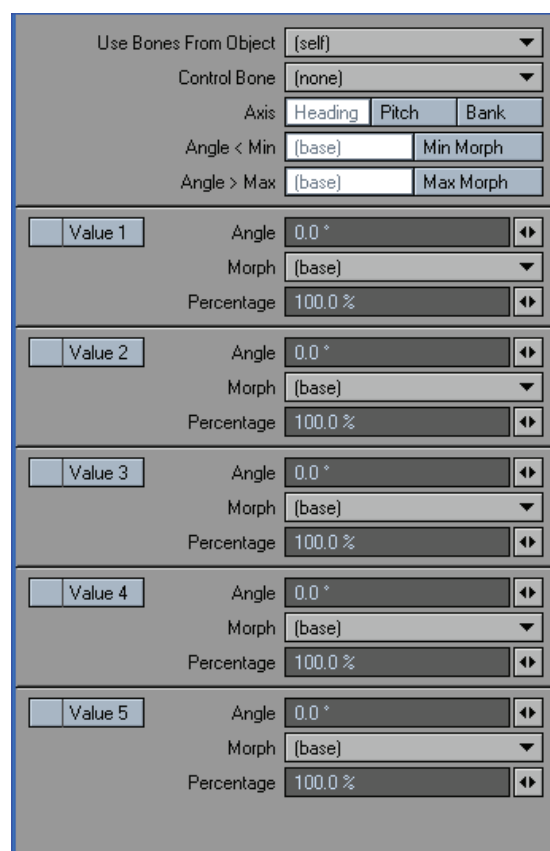 Use Bones From Object (self)
Control Bone (none)
Axis Heading Pitch Bank
Angle < Min (base) Min Morph
Angle > Max (base) Max Morph
Value 1 Angle 0.0 °
Morph (base)
Percentage 100.0 %
Value 2 Angle 0.0 °
Morph (base)
Percentage 100.0 %
Value 3 Angle 0.0 °
Morph (base)
Percentage 100.0 %
Value 4 Angle 0.0 °
Morph (base)
Percentage 100.0 %
Value 5 Angle 0.0 °
Morph (base)
Percentage 100.0 %